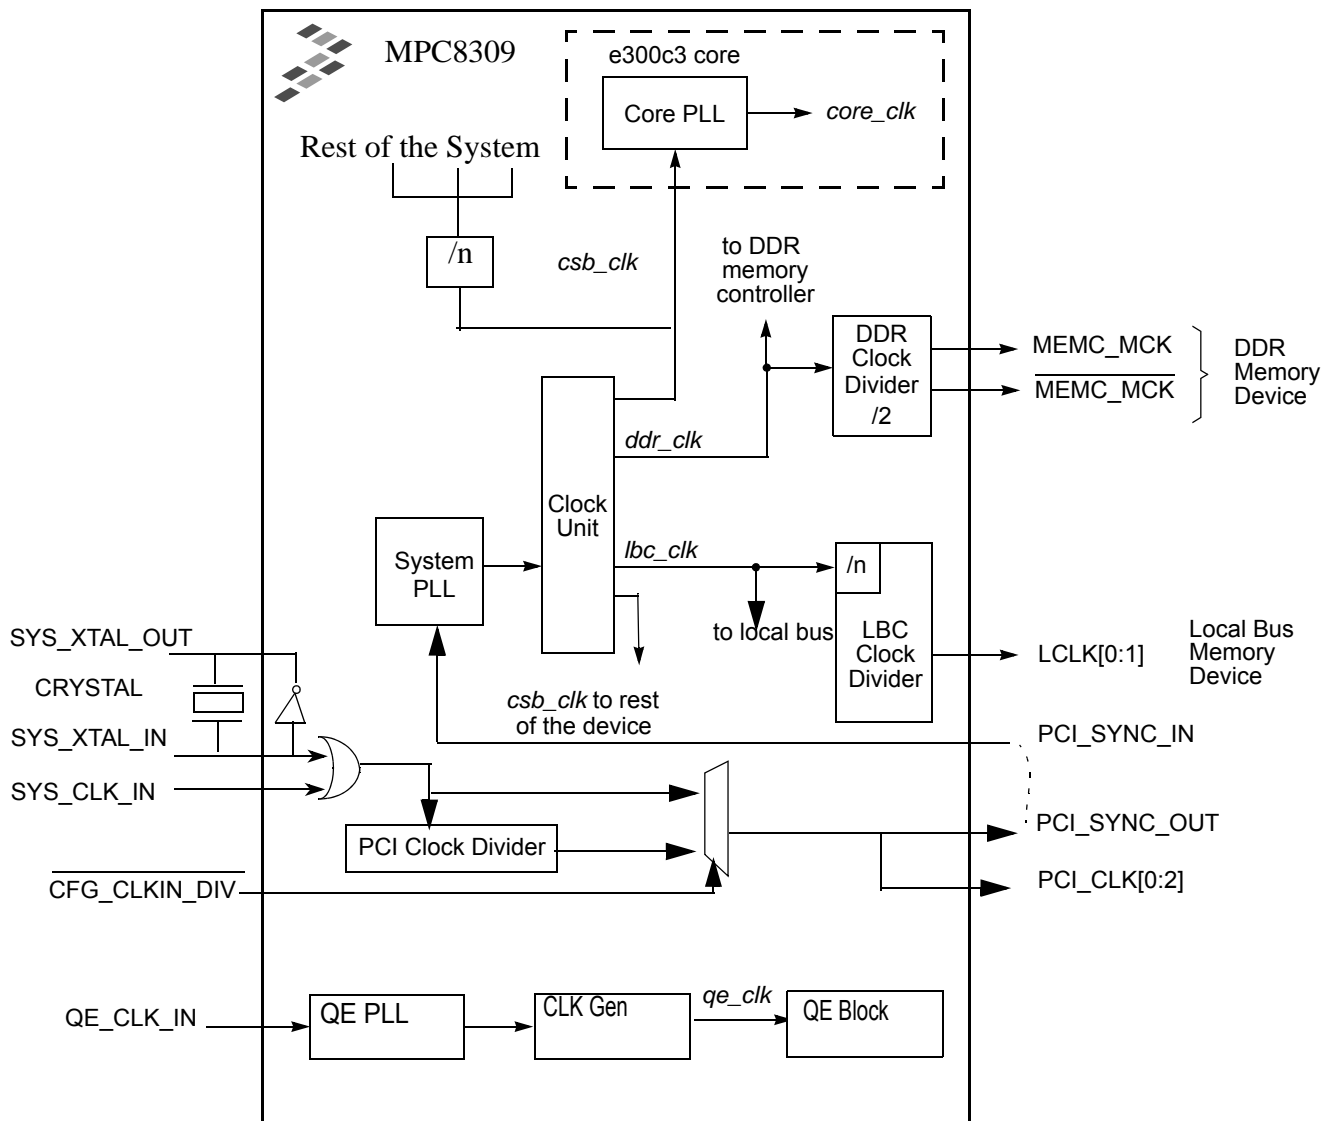 MPC8309
e300c3 core
Core PLL
core_clk
Rest of the System
/n
csb_clk
to DDR
memory
controller
DDR
Clock
Divider
/2
MEMC_MCK
MEMC_MCK
DDR
Memory
Device
ddr_clk
Clock
Unit
System
PLL
lbc_clk
/n
to local bus
LBC
Clock
Divider
LCLK[0:1]
Local Bus
Memory
Device
csb_clk to rest
of the device
SYS_XTAL_OUT
CRYSTAL
SYS_XTAL_IN
SYS_CLK_IN
PCI_SYNC_IN
PCI Clock Divider
PCI_SYNC_OUT
CFG_CLKIN_DIV
PCI_CLK[0:2]
QE_CLK_IN
QE PLL
CLK Gen
qe_clk
QE Block